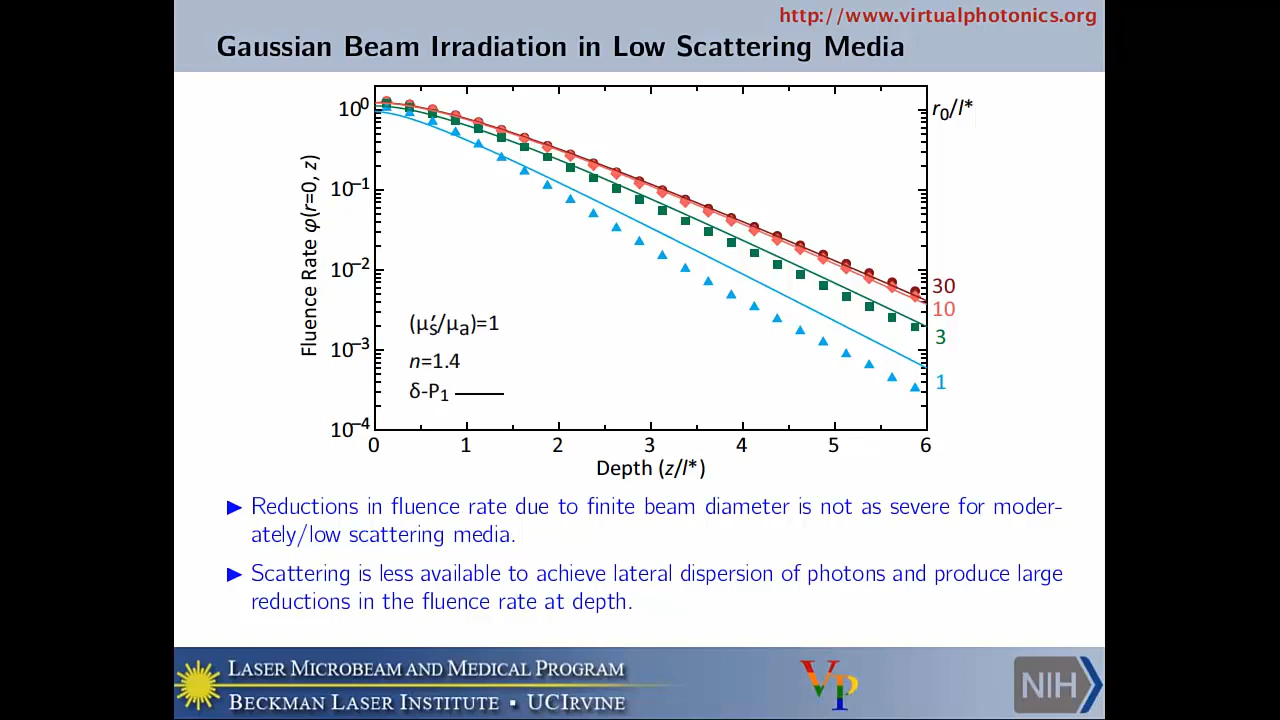 http://www.virtualphotonics.org
Gaussian Beam Irradiation in Low Scattering Media
10⁰
10⁻¹
10⁻²
10⁻³
10⁻⁴
Fluence Rate φ(r=0, z)
r₀/l*
30
10
3
1
(μₛ′/μₐ)=1
n=1.4
δ-P₁
0 1 2 3 4 5 6
Depth (z/l*)
Reductions in fluence rate due to finite beam diameter is not as severe for moder-
ately/low scattering media.
Scattering is less available to achieve lateral dispersion of photons and produce large
reductions in the fluence rate at depth.
LASER MICROBEAM AND MEDICAL PROGRAM
BECKMAN LASER INSTITUTE ▪ UCIRVINE
VP
NIH